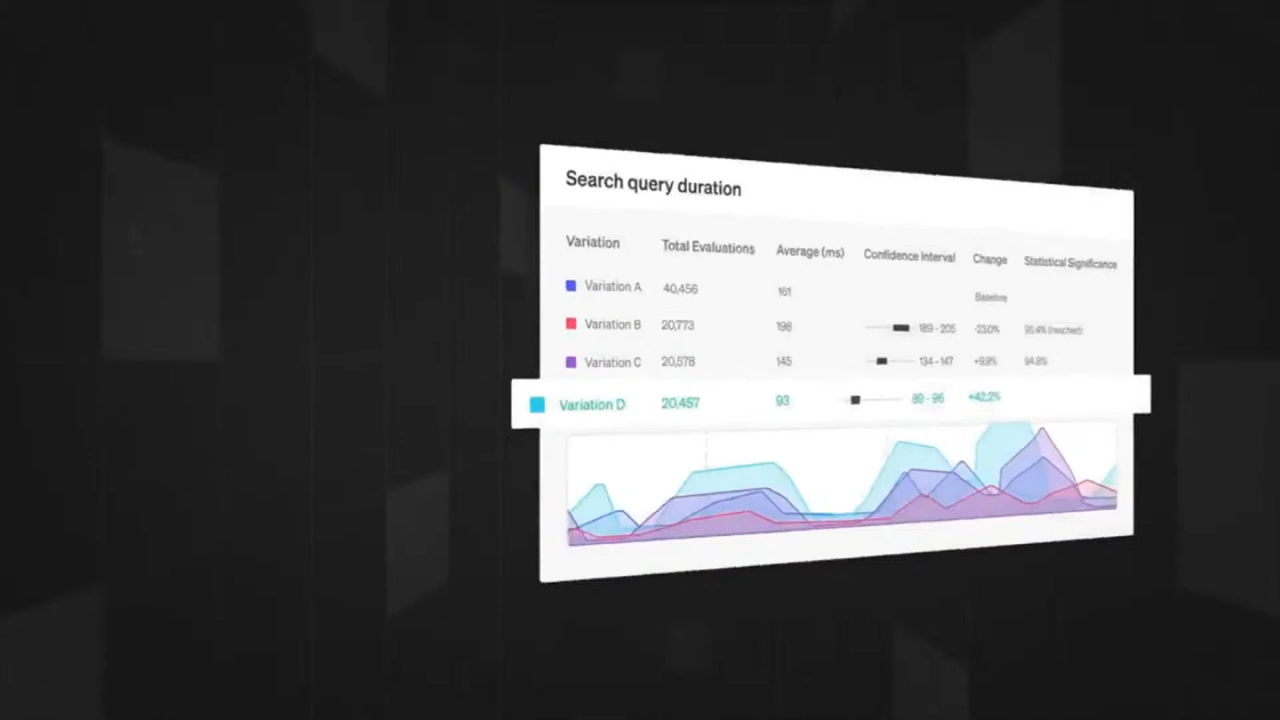 Search query duration
Variation Total Evaluations Average (ms) Confidence Interval Change Statistical Significance
Variation A 40,456 161 Baseline
Variation B 20,773 198 189 - 205 -23.0% 95.4% (reached)
Variation C 20,578 145 134 - 147 +9.9% 94.8%
Variation D 20,457 93 89 - 96 +42.2%